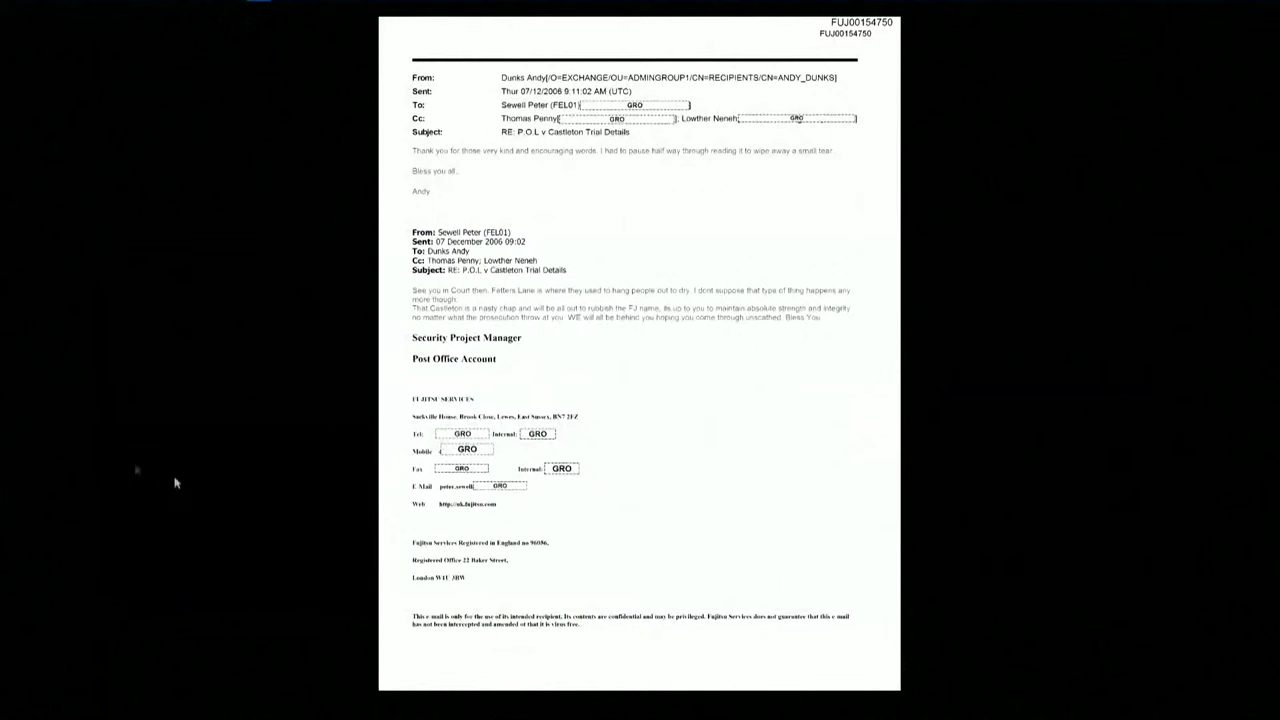 FUJ00154750
FUJ00154750
From: Dunks Andy[/O=EXCHANGE/OU=ADMINGROUP1/CN=RECIPIENTS/CN=ANDY_DUNKS]
Sent: Thur 07/12/2006 9:11:02 AM (UTC)
To: Sewell Peter (FEL01)[ GRO ]
Cc: Thomas Penny[ GRO ]; Lowther Neneh[ GRO ]
Subject: RE: P.O.L v Castleton Trial Details
Thank you for those very kind and encouraging words. I had to pause half way through reading it to wipe away a small tear.
Bless you all..
Andy
From: Sewell Peter (FEL01)
Sent: 07 December 2006 09:02
To: Dunks Andy
Cc: Thomas Penny; Lowther Neneh
Subject: RE: P.O.L v Castleton Trial Details
See you in Court then. Fetters Lane is where they used to hang people out to dry. I dont suppose that type of thing happens any
more though.
That Castleton is a nasty chap and will be all out to rubbish the FJ name, its up to you to maintain absolute strength and integrity
no matter what the prosecution throw at you. WE will all be behind you hoping you come through unscathed. Bless You
Security Project Manager
Post Office Account
FUJITSU SERVICES
Sackville House, Brook Close, Lewes, East Sussex, BN7 2FZ
Tel: GRO Internal: GRO
Mobile GRO
Fax GRO Internal: GRO
E-Mail peter.sewell GRO
Web http://uk.fujitsu.com
Fujitsu Services Registered in England no 96056,
Registered Office 22 Baker Street,
London W1U 3BW
This e-mail is only for the use of its intended recipient. Its contents are confidential and may be privileged. Fujitsu Services does not guarantee that this e-mail
has not been intercepted and amended or that it is virus free.